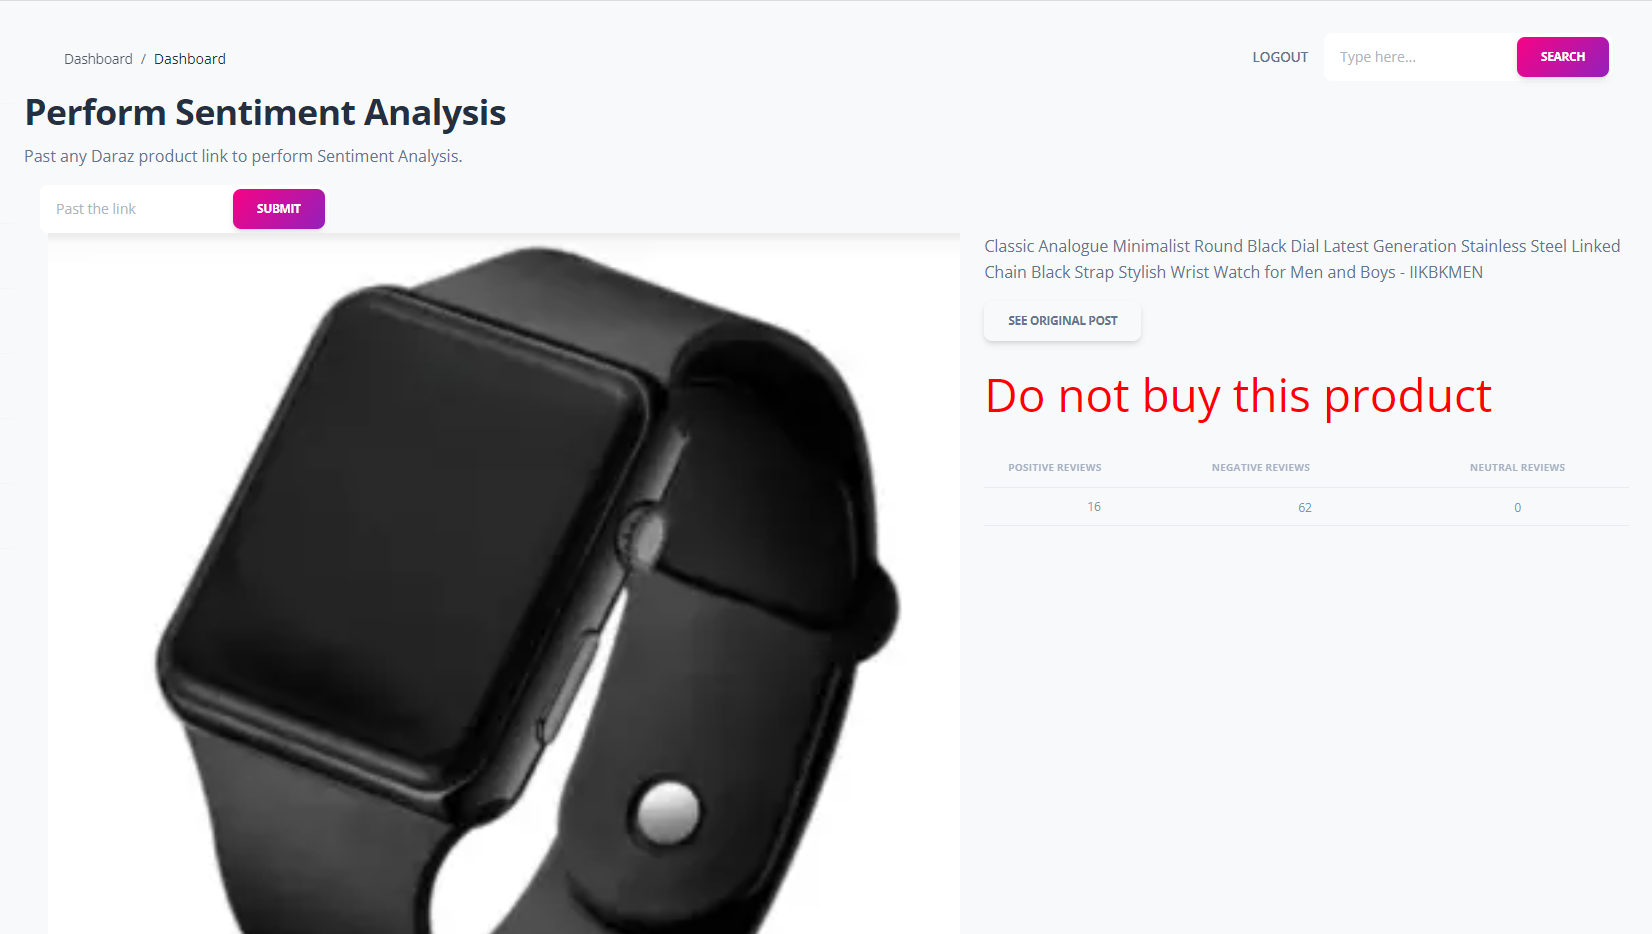 Dashboard / Dashboard
LOGOUT
Type here...
SEARCH
Perform Sentiment Analysis
Past any Daraz product link to perform Sentiment Analysis.
Past the link
SUBMIT
Classic Analogue Minimalist Round Black Dial Latest Generation Stainless Steel Linked
Chain Black Strap Stylish Wrist Watch for Men and Boys - IIKBKMEN
SEE ORIGINAL POST
Do not buy this product
POSITIVE REVIEWS NEGATIVE REVIEWS NEUTRAL REVIEWS
16 62 0